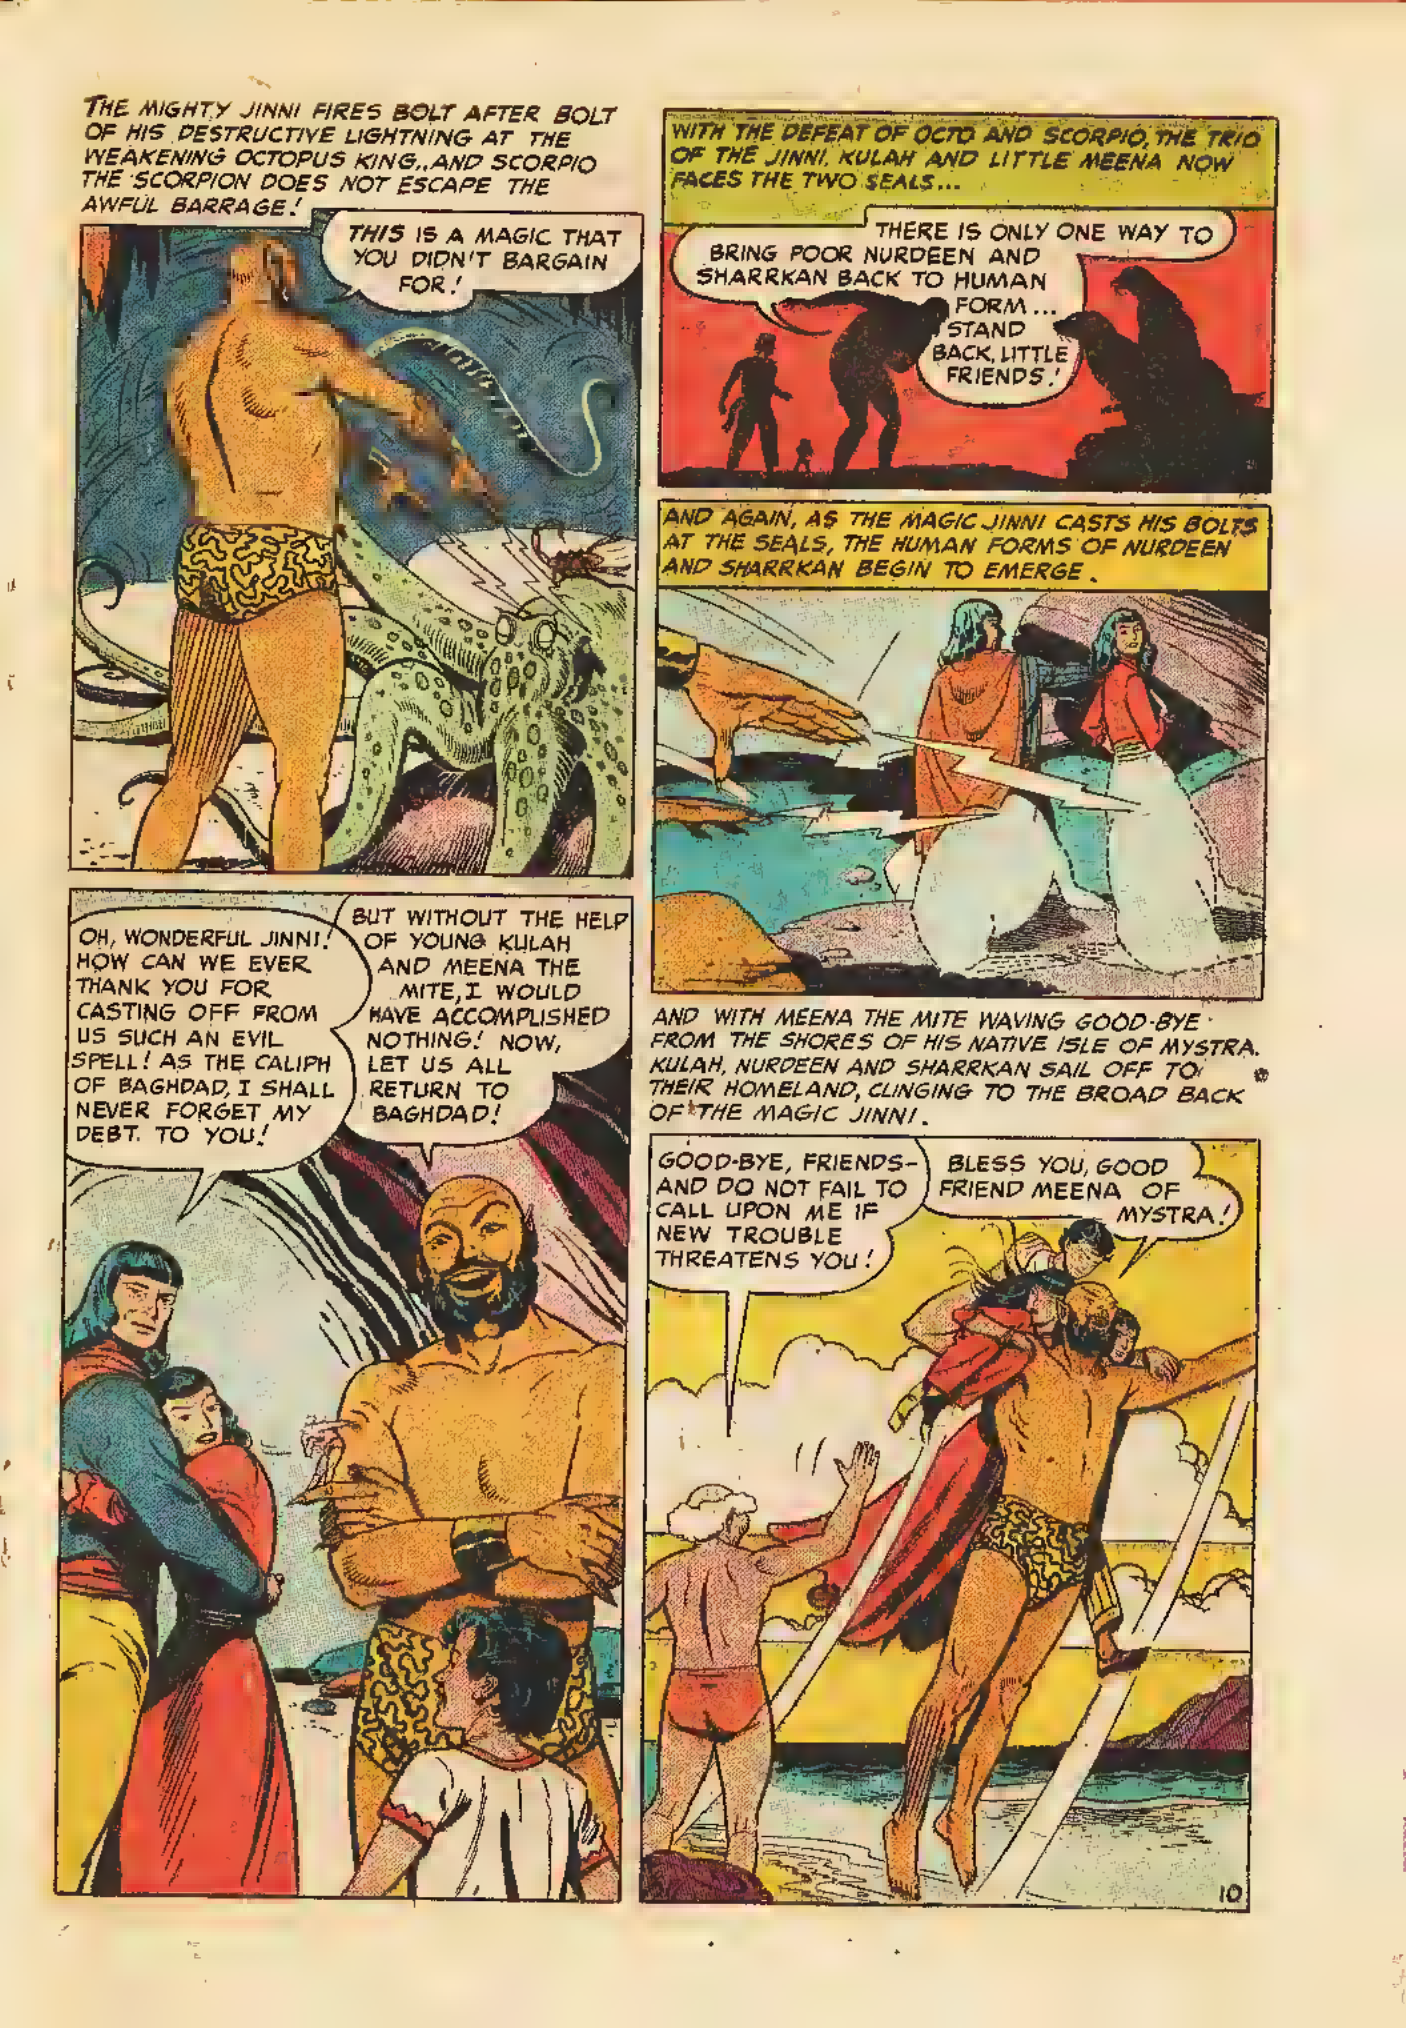 THE MIGHTY JINNI FIRES BOLT AFTER BOLT
OF HIS DESTRUCTIVE LIGHTNING AT THE
WEAKENING OCTOPUS KING..AND SCORPIO
THE SCORPION DOES NOT ESCAPE THE
AWFUL BARRAGE!
THIS IS A MAGIC THAT
YOU DIDN'T BARGAIN
FOR!
WITH THE DEFEAT OF OCTO AND SCORPIO, THE TRIO
OF THE JINNI, KULAH AND LITTLE MEENA NOW
FACES THE TWO SEALS...
THERE IS ONLY ONE WAY TO
BRING POOR NURDEEN AND
SHARRKAN BACK TO HUMAN
FORM...
STAND
BACK, LITTLE
FRIENDS!
AND AGAIN, AS THE MAGIC JINNI CASTS HIS BOLTS
AT THE SEALS, THE HUMAN FORMS OF NURDEEN
AND SHARRKAN BEGIN TO EMERGE.
OH, WONDERFUL JINNI!
HOW CAN WE EVER
THANK YOU FOR
CASTING OFF FROM
US SUCH AN EVIL
SPELL! AS THE CALIPH
OF BAGHDAD, I SHALL
NEVER FORGET MY
DEBT TO YOU!
BUT WITHOUT THE HELP
OF YOUNG KULAH
AND MEENA THE
MITE, I WOULD
HAVE ACCOMPLISHED
NOTHING! NOW,
LET US ALL
RETURN TO
BAGHDAD!
AND WITH MEENA THE MITE WAVING GOOD-BYE
FROM THE SHORES OF HIS NATIVE ISLE OF MYSTRA.
KULAH, NURDEEN AND SHARRKAN SAIL OFF TO
THEIR HOMELAND, CLINGING TO THE BROAD BACK
OF THE MAGIC JINNI.
GOOD-BYE, FRIENDS-
AND DO NOT FAIL TO
CALL UPON ME IF
NEW TROUBLE
THREATENS YOU!
BLESS YOU, GOOD
FRIEND MEENA OF
MYSTRA!
10